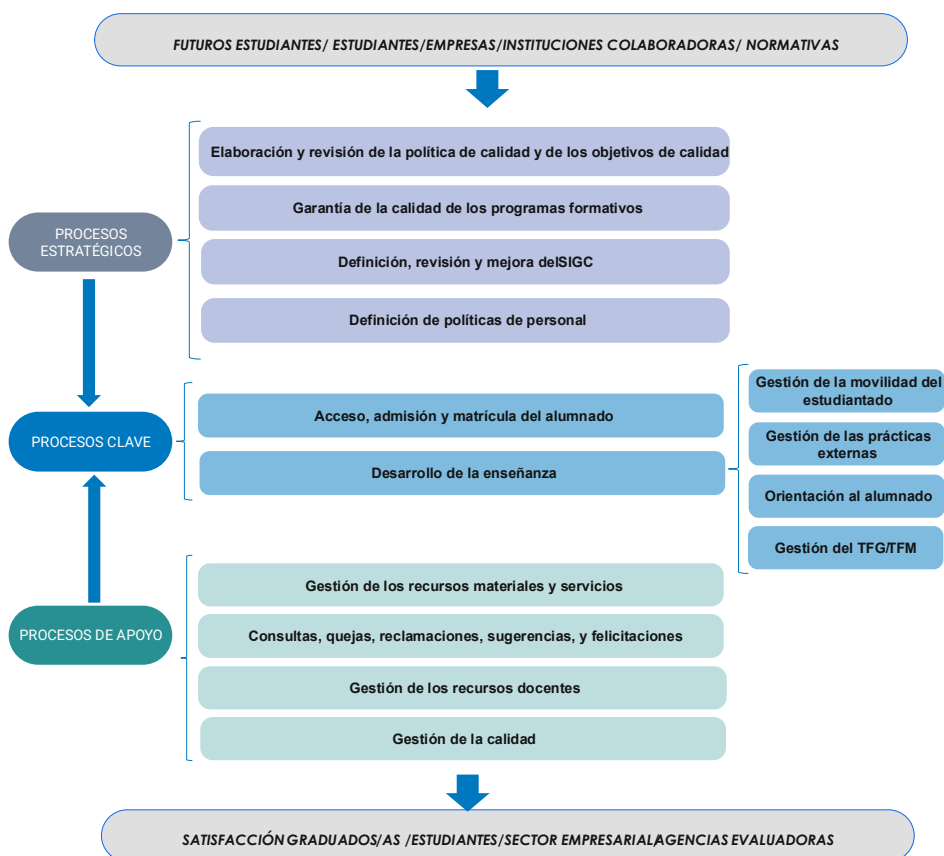 FUTUROS ESTUDIANTES/ ESTUDIANTES/EMPRESAS/INSTITUCIONES COLABORADORAS/ NORMATIVAS
PROCESOS
ESTRATÉGICOS
Elaboración y revisión de la política de calidad y de los objetivos de calidad
Garantía de la calidad de los programas formativos
Definición, revisión y mejora delSIGC
Definición de políticas de personal
PROCESOS CLAVE
Acceso, admisión y matrícula del alumnado
Desarrollo de la enseñanza
Gestión de la movilidad del
estudiantado
Gestión de las prácticas
externas
Orientación al alumnado
Gestión del TFG/TFM
PROCESOS DE APOYO
Gestión de los recursos materiales y servicios
Consultas, quejas, reclamaciones, sugerencias, y felicitaciones
Gestión de los recursos docentes
Gestión de la calidad
SATISFACCIÓN GRADUADOS/AS /ESTUDIANTES/SECTOR EMPRESARIAL/AGENCIAS EVALUADORAS